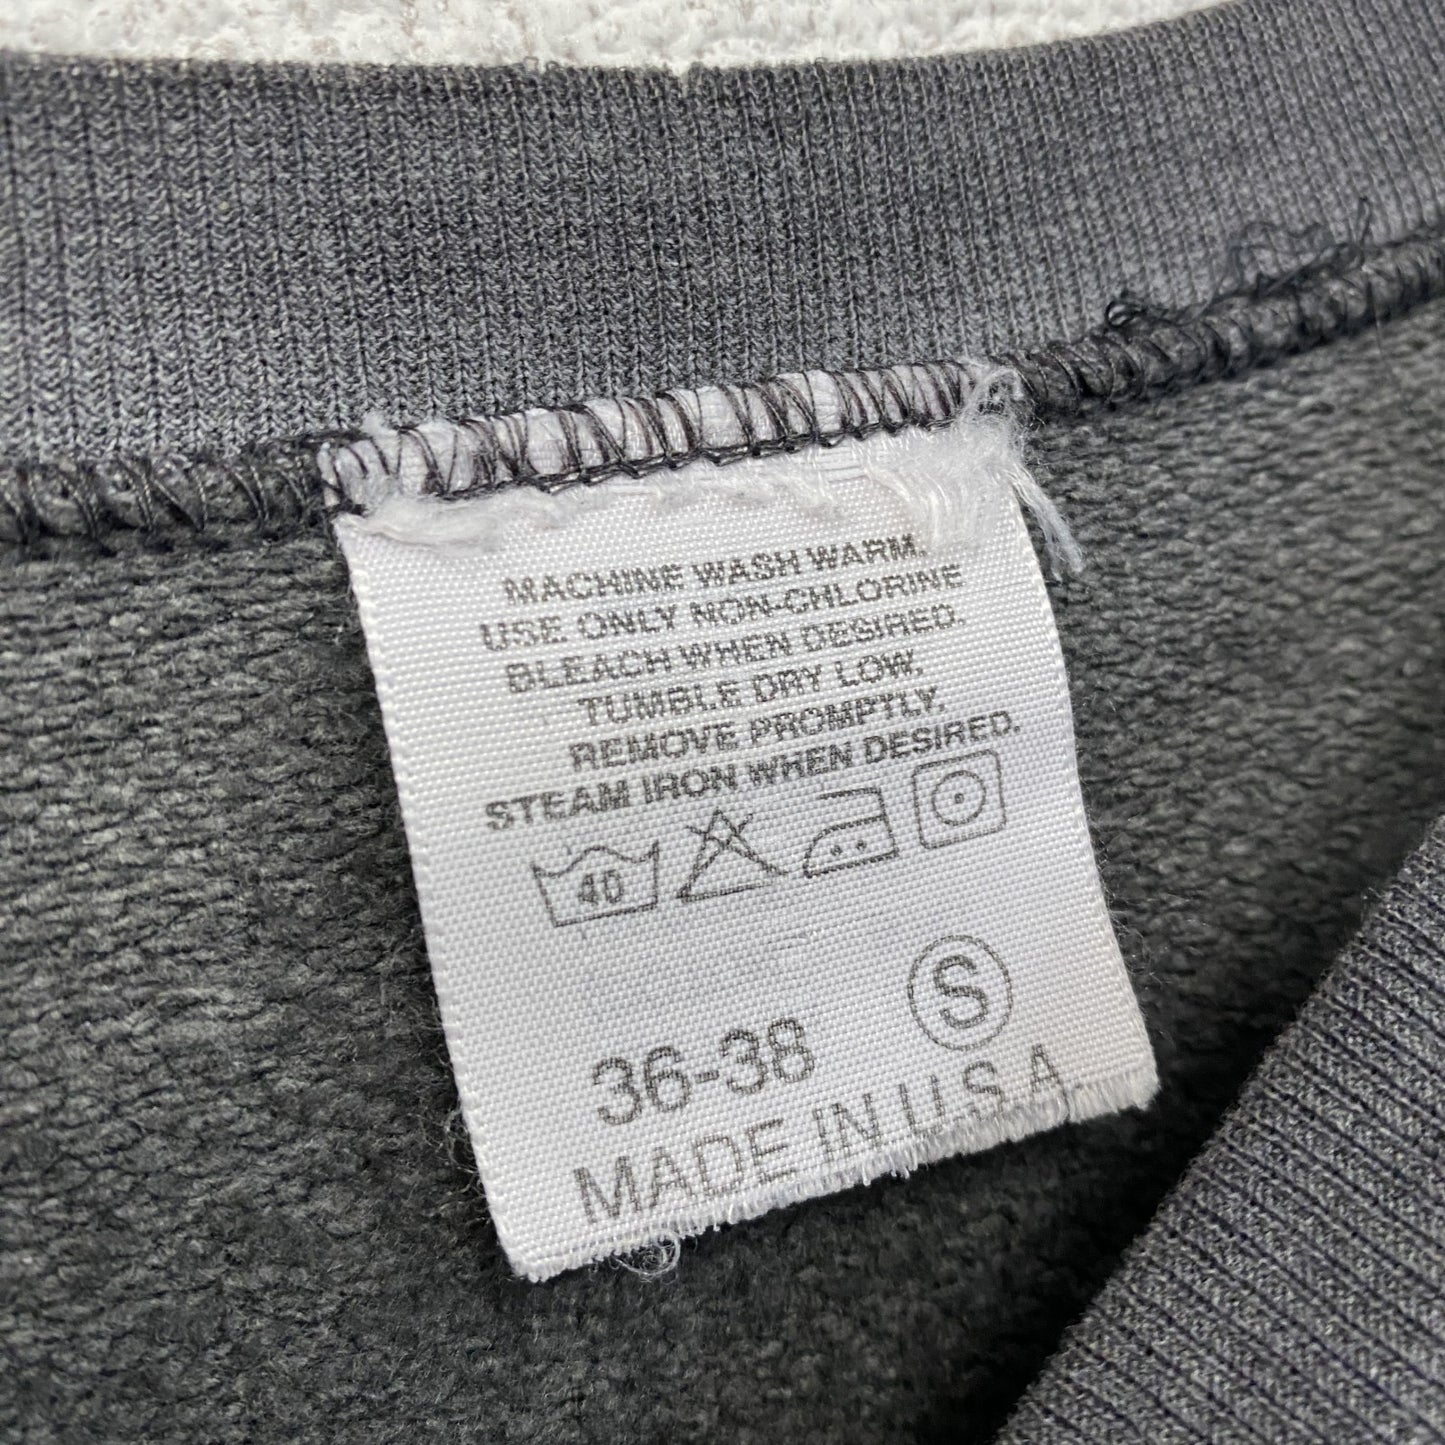 MACHINE WASH WARM.
USE ONLY NON-CHLORINE
BLEACH WHEN DESIRED.
TUMBLE DRY LOW.
REMOVE PROMPTLY.
STEAM IRON WHEN DESIRED.
40
S
36-38
MADE IN U.S.A